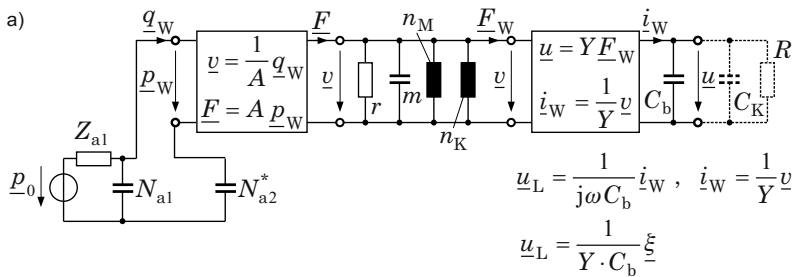 a)
q_W
F
n_M
F_W
i_W
v = 1/A q_W
F = A p_W
p_W
v
r
m
n_K
v
u = Y F_W
i_W = 1/Y v
C_b
u
C_K
R
Z_a1
p_0
N_a1
N*_a2
u_L = 1/(jωC_b) i_W , i_W = 1/Y v
u_L = 1/(Y · C_b) ξ